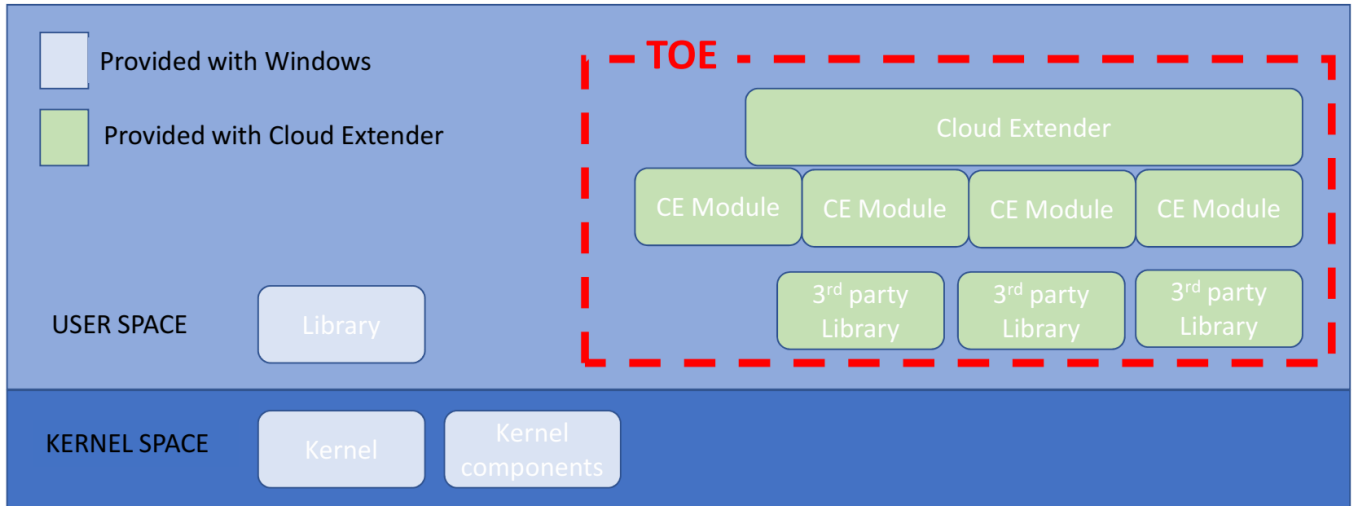 Provided with Windows
Provided with Cloud Extender
TOE
Cloud Extender
CE Module
CE Module
CE Module
CE Module
3rd party
Library
3rd party
Library
3rd party
Library
USER SPACE
Library
KERNEL SPACE
Kernel
Kernel
components